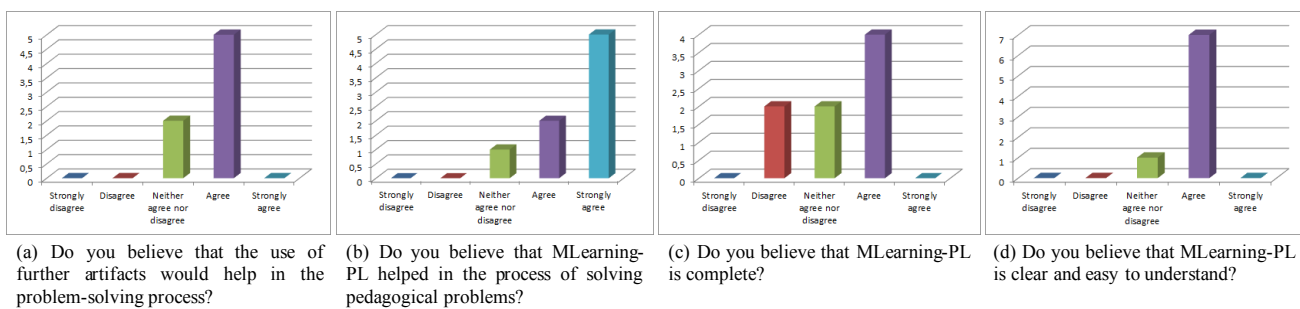 5
4,5
4
3,5
3
2,5
2
1,5
1
0,5
0
Strongly disagree
Disagree
Neither agree nor disagree
Agree
Strongly agree
(a) Do you believe that the use of
further artifacts would help in the
problem-solving process?
5
4,5
4
3,5
3
2,5
2
1,5
1
0,5
0
Strongly disagree
Disagree
Neither agree nor disagree
Agree
Strongly agree
(b) Do you believe that MLearning-
PL helped in the process of solving
pedagogical problems?
4
3,5
3
2,5
2
1,5
1
0,5
0
Strongly disagree
Disagree
Neither agree nor disagree
Agree
Strongly agree
(c) Do you believe that MLearning-PL
is complete?
7
6
5
4
3
2
1
0
Strongly disagree
Disagree
Neither agree nor disagree
Agree
Strongly agree
(d) Do you believe that MLearning-PL
is clear and easy to understand?